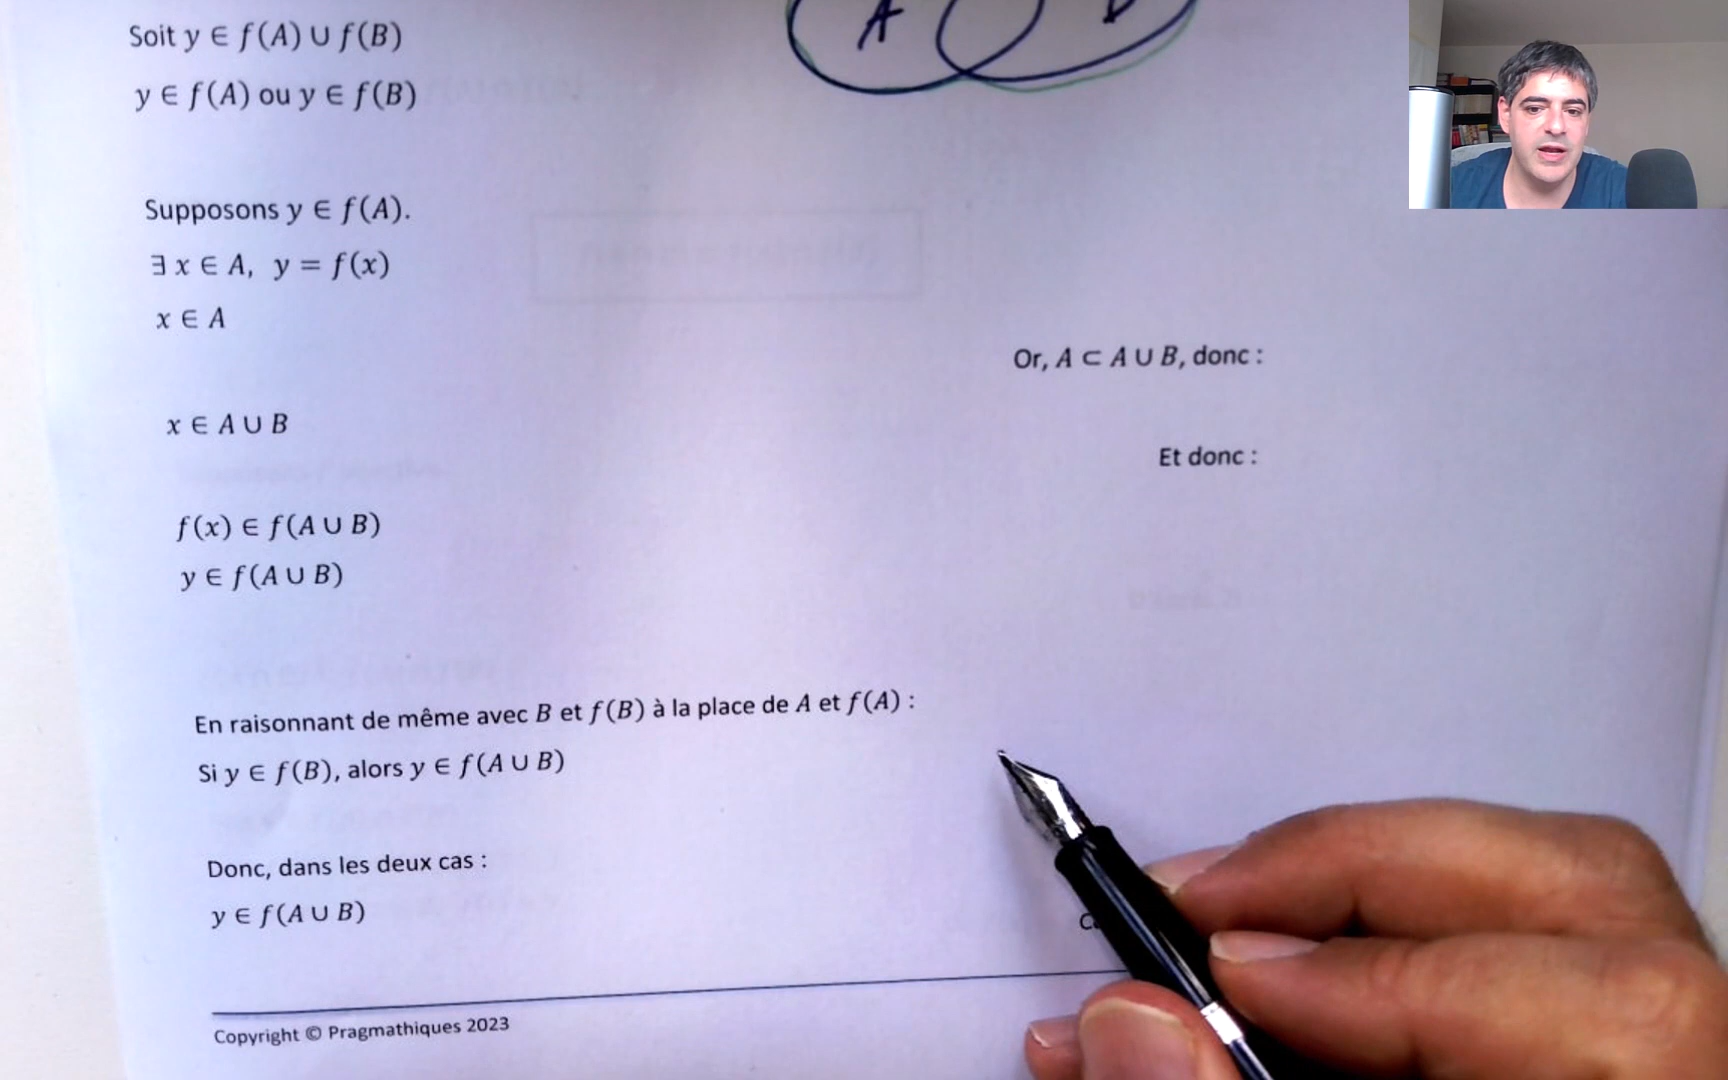 A
Soit y ∈ f(A) ∪ f(B)
y ∈ f(A) ou y ∈ f(B)
Supposons y ∈ f(A).
∃ x ∈ A, y = f(x)
x ∈ A
Or, A ⊂ A ∪ B, donc :
x ∈ A ∪ B
Et donc :
f(x) ∈ f(A ∪ B)
y ∈ f(A ∪ B)
En raisonnant de même avec B et f(B) à la place de A et f(A) :
Si y ∈ f(B), alors y ∈ f(A ∪ B)
Donc, dans les deux cas :
y ∈ f(A ∪ B)
Copyright © Pragmathiques 2023